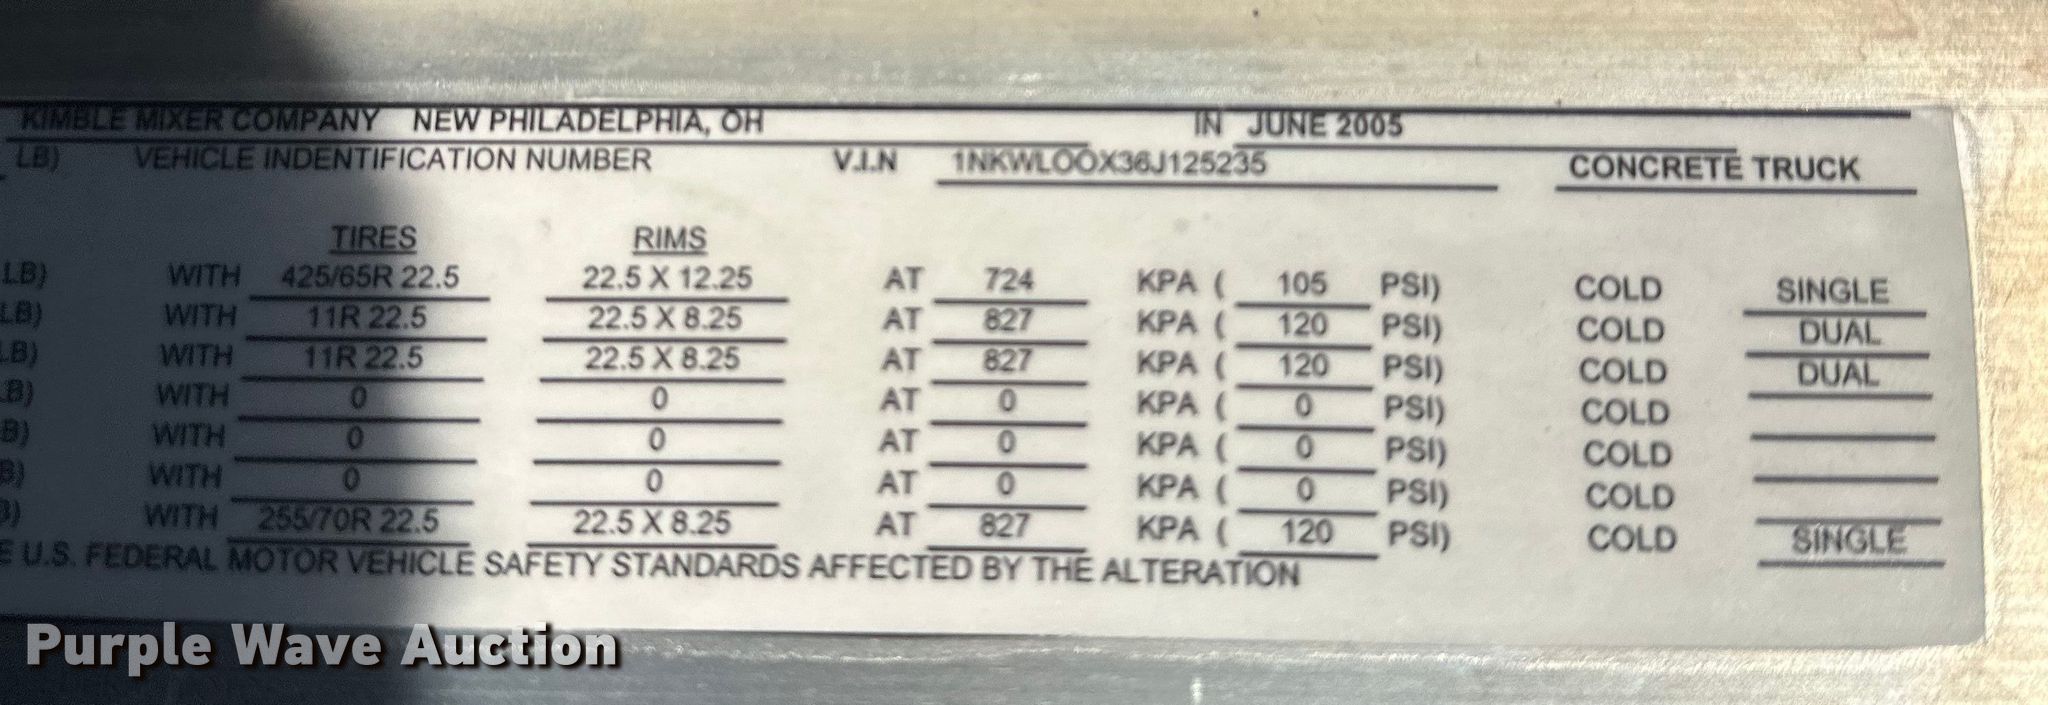 KIMBLE MIXER COMPANY NEW PHILADELPHIA, OH IN JUNE 2005
LB) VEHICLE INDENTIFICATION NUMBER V.I.N 1NKWLOOX36J125235 CONCRETE TRUCK
TIRES RIMS
LB) WITH 425/65R 22.5 22.5 X 12.25 AT 724 KPA ( 105 PSI) COLD SINGLE
LB) WITH 11R 22.5 22.5 X 8.25 AT 827 KPA ( 120 PSI) COLD DUAL
LB) WITH 11R 22.5 22.5 X 8.25 AT 827 KPA ( 120 PSI) COLD DUAL
LB) WITH 0 0 AT 0 KPA ( 0 PSI) COLD
B) WITH 0 0 AT 0 KPA ( 0 PSI) COLD
B) WITH 0 0 AT 0 KPA ( 0 PSI) COLD
B) WITH 255/70R 22.5 22.5 X 8.25 AT 827 KPA ( 120 PSI) COLD SINGLE
E U.S. FEDERAL MOTOR VEHICLE SAFETY STANDARDS AFFECTED BY THE ALTERATION
Purple Wave Auction